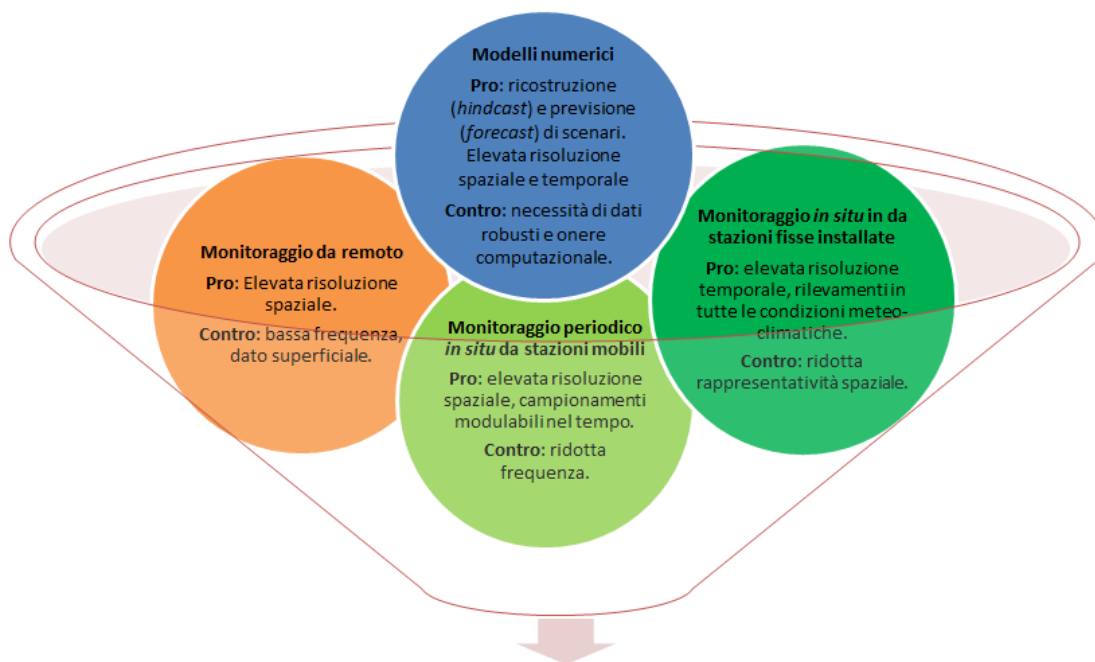 Modelli numerici
Pro: ricostruzione
(hindcast) e previsione
(forecast) di scenari.
Elevata risoluzione
spaziale e temporale
Contro: necessità di dati
robusti e onere
computazionale.
Monitoraggio da remoto
Pro: Elevata risoluzione
spaziale.
Contro: bassa frequenza,
dato superficiale.
Monitoraggio periodico
in situ da stazioni mobili
Pro: elevata risoluzione
spaziale, campionamenti
modulabili nel tempo.
Contro: ridotta
frequenza.
Monitoraggio in situ in da
stazioni fisse installate
Pro: elevata risoluzione
temporale, rilevamenti in
tutte le condizioni meteo-
climatiche.
Contro: ridotta
rappresentatività spaziale.